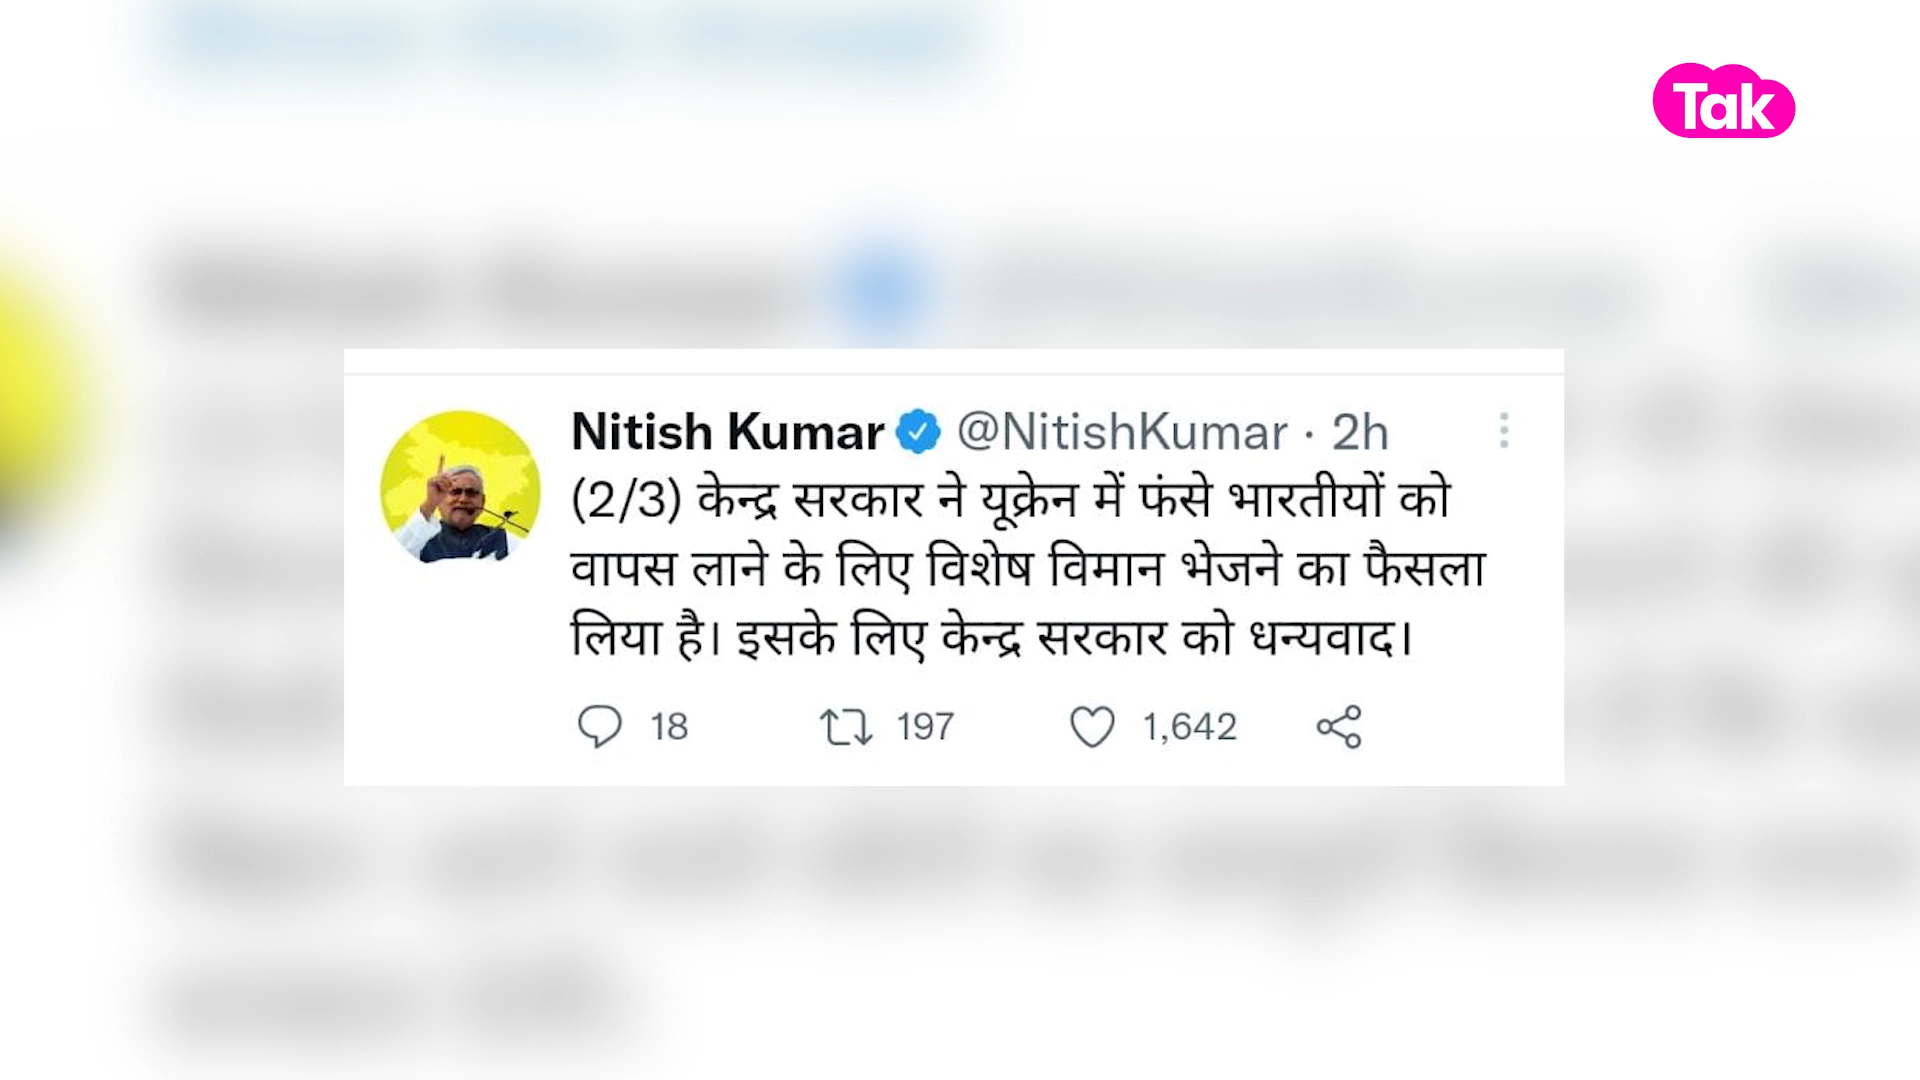 Tak
Nitish Kumar @NitishKumar · 2h
(2/3) केन्द्र सरकार ने यूक्रेन में फंसे भारतीयों को
वापस लाने के लिए विशेष विमान भेजने का फैसला
लिया है। इसके लिए केन्द्र सरकार को धन्यवाद।
18 197 1,642